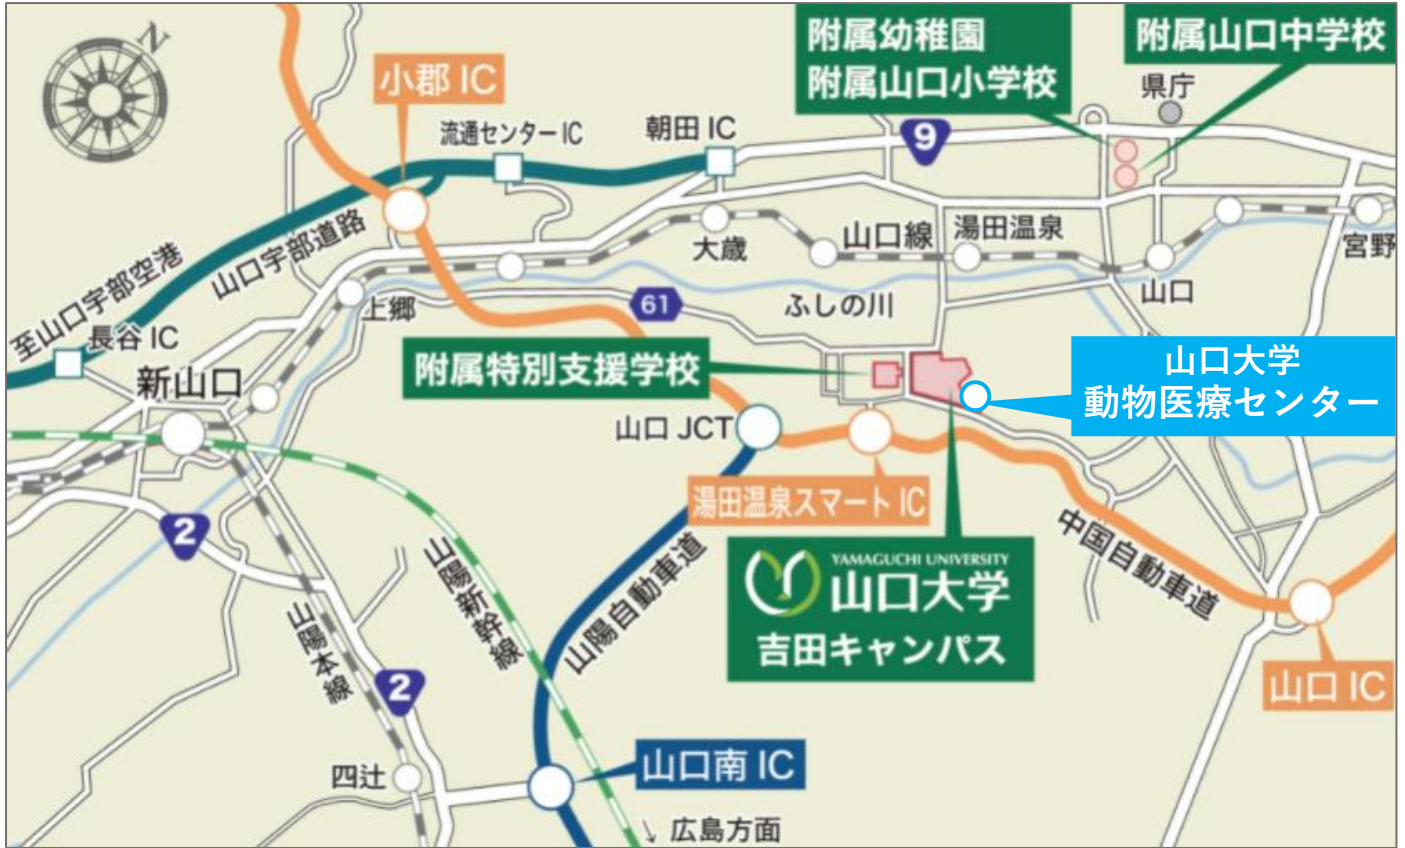 N
小郡 IC
附属幼稚園
附属山口小学校
附属山口中学校
県庁
流通センター IC
朝田 IC
9
至山口宇部空港
山口宇部道路
大歳
山口線
湯田温泉
宮野
山口
長谷 IC
上郷
61
ふしの川
新山口
附属特別支援学校
山口大学
動物医療センター
山口 JCT
湯田温泉スマート IC
2
山陽新幹線
山陽自動車道
YAMAGUCHI UNIVERSITY
山口大学
吉田キャンパス
中国自動車道
山陽本線
2
山口 IC
四辻
山口南 IC
↘ 広島方面